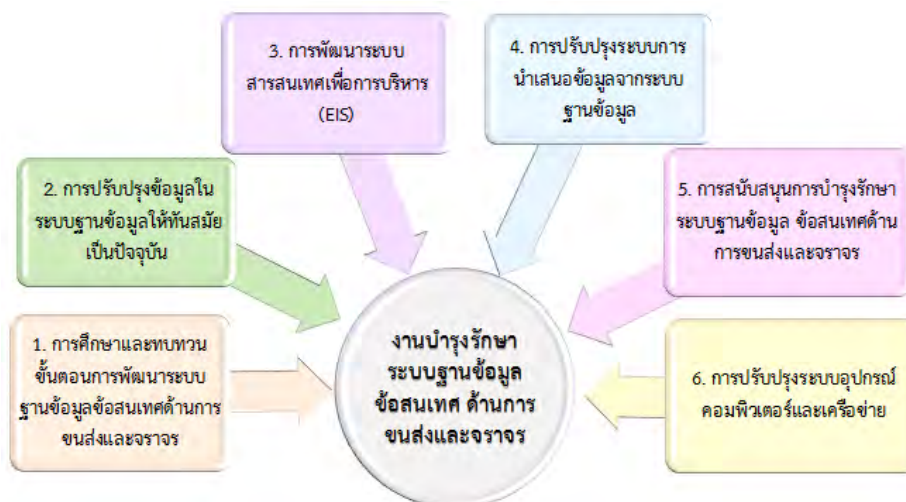 1. การศึกษาและทบทวน
ขั้นตอนการพัฒนาระบบ
ฐานข้อมูลข้อสนเทศด้านการ
ขนส่งและจราจร
2. การปรับปรุงข้อมูลใน
ระบบฐานข้อมูลให้ทันสมัย
เป็นปัจจุบัน
3. การพัฒนาระบบ
สารสนเทศเพื่อการบริหาร
(EIS)
4. การปรับปรุงระบบการ
นำเสนอข้อมูลจากระบบ
ฐานข้อมูล
5. การสนับสนุนการบำรุงรักษา
ระบบฐานข้อมูล ข้อสนเทศด้าน
การขนส่งและจราจร
6. การปรับปรุงระบบอุปกรณ์
คอมพิวเตอร์และเครือข่าย
งานบำรุงรักษา
ระบบฐานข้อมูล
ข้อสนเทศ ด้านการ
ขนส่งและจราจร